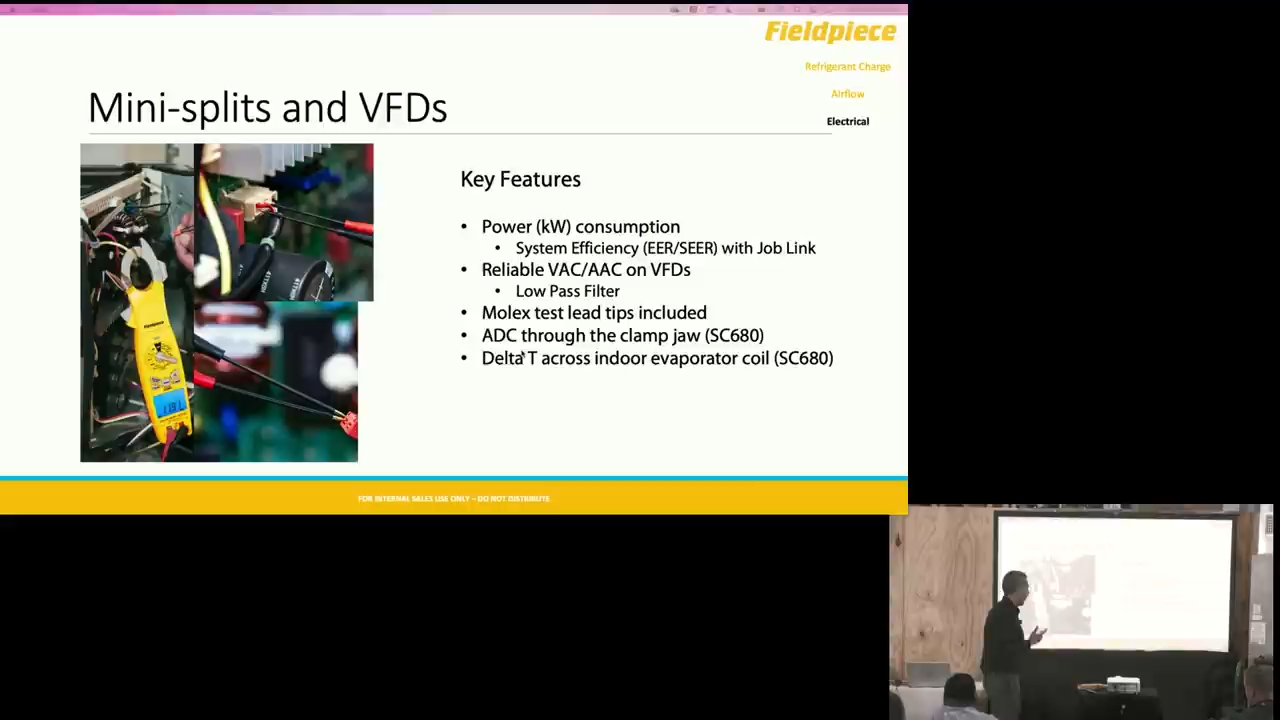 Fieldpiece
Refrigerant Charge
Airflow
Electrical
Mini-splits and VFDs
Key Features
• Power (kW) consumption
• System Efficiency (EER/SEER) with Job Link
• Reliable VAC/AAC on VFDs
• Low Pass Filter
• Molex test lead tips included
• ADC through the clamp jaw (SC680)
• Delta T across indoor evaporator coil (SC680)
Fieldpiece
FOR INTERNAL SALES USE ONLY – DO NOT DISTRIBUTE